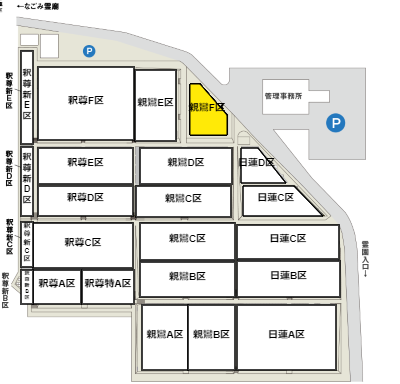 ←なごみ霊廟
P
釈尊新E区
釈尊F区
親鸞E区
親鸞F区
管理事務所
P
釈尊新E区
釈尊新D区
釈尊E区
親鸞D区
日蓮D区
釈尊新D区
釈尊D区
親鸞C区
日蓮C区
釈尊新C区
釈尊新C区
釈尊C区
親鸞C区
日蓮C区
霊園入口→
釈尊新B区
釈尊A区
釈尊特A区
親鸞B区
日蓮B区
親鸞A区
親鸞B区
日蓮A区